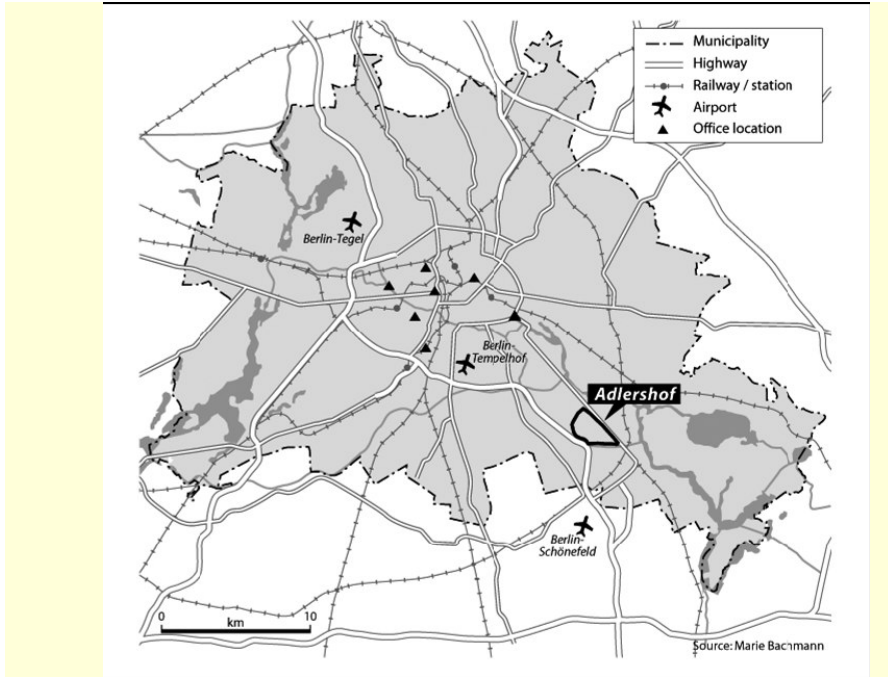 Municipality
Highway
Railway / station
Airport
Office location
Berlin-Tegel
Berlin-
Tempelhof
Adlershof
Berlin-
Schönefeld
0 10
km
Source: Marie Bachmann